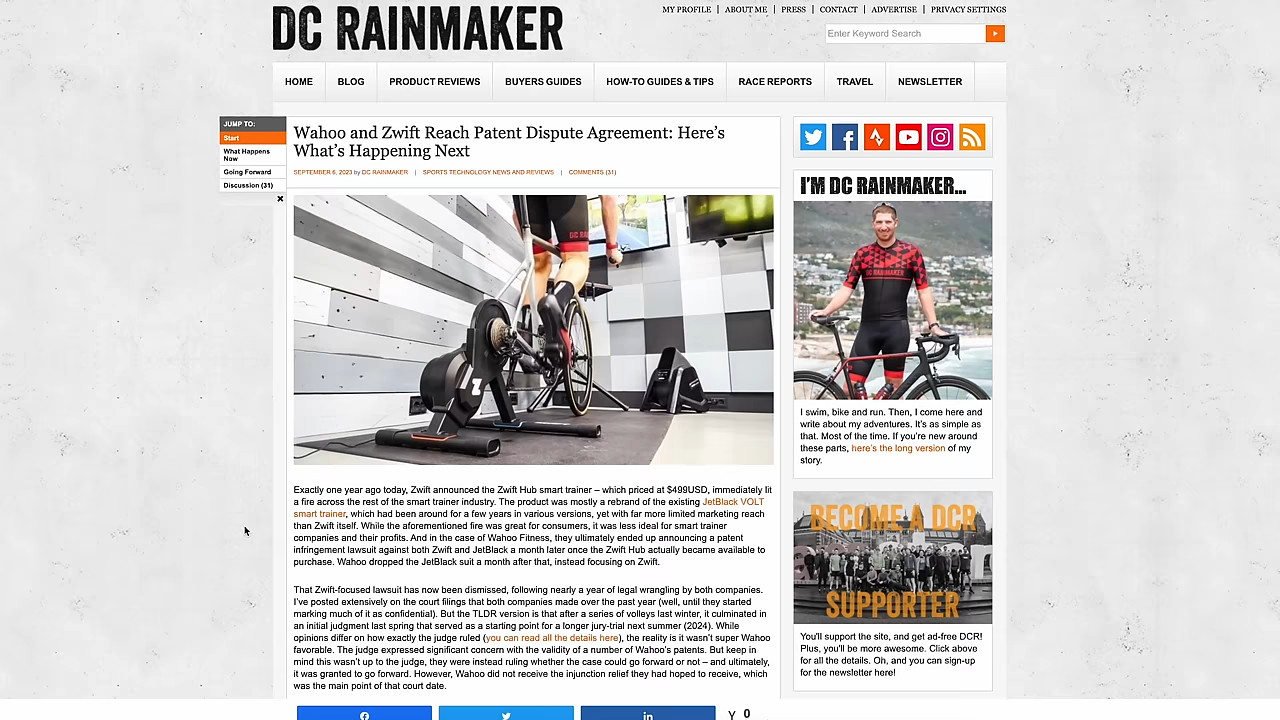 DC RAINMAKER
MY PROFILE | ABOUT ME | PRESS | CONTACT | ADVERTISE | PRIVACY SETTINGS
Enter Keyword Search
HOME BLOG PRODUCT REVIEWS BUYERS GUIDES HOW-TO GUIDES & TIPS RACE REPORTS TRAVEL NEWSLETTER
JUMP TO:
Start
What Happens
Now
Going Forward
Discussion (31)
Wahoo and Zwift Reach Patent Dispute Agreement: Here's
What's Happening Next
SEPTEMBER 6, 2023 by DC RAINMAKER | SPORTS TECHNOLOGY NEWS AND REVIEWS | COMMENTS (31)
Exactly one year ago today, Zwift announced the Zwift Hub smart trainer – which priced at $499USD, immediately lit
a fire across the rest of the smart trainer industry. The product was mostly a rebrand of the existing JetBlack VOLT
smart trainer, which had been around for a few years in various versions, yet with far more limited marketing reach
than Zwift itself. While the aforementioned fire was great for consumers, it was less ideal for smart trainer
companies and their profits. And in the case of Wahoo Fitness, they ultimately ended up announcing a patent
infringement lawsuit against both Zwift and JetBlack a month later once the Zwift Hub actually became available to
purchase. Wahoo dropped the JetBlack suit a month after that, instead focusing on Zwift.
That Zwift-focused lawsuit has now been dismissed, following nearly a year of legal wrangling by both companies.
I've posted extensively on the court filings that both companies made over the past year (well, until they started
marking much of it as confidential). But the TLDR version is that after a series of volleys last winter, it culminated in
an initial judgment last spring that served as a starting point for a longer jury-trial next summer (2024). While
opinions differ on how exactly the judge ruled (you can read all the details here), the reality is it wasn't super Wahoo
favorable. The judge expressed significant concern with the validity of a number of Wahoo's patents. But keep in
mind this wasn't up to the judge, they were instead ruling whether the case could go forward or not – and ultimately,
it was granted to go forward. However, Wahoo did not receive the injunction relief they had hoped to receive, which
was the main point of that court date.
Y 0
I'M DC RAINMAKER...
DC RAINMAKER
I swim, bike and run. Then, I come here and
write about my adventures. It's as simple as
that. Most of the time. If you're new around
these parts, here's the long version of my
story.
BECOME A DCR
SUPPORTER
You'll support the site, and get ad-free DCR!
Plus, you'll be more awesome. Click above
for all the details. Oh, and you can sign-up
for the newsletter here!